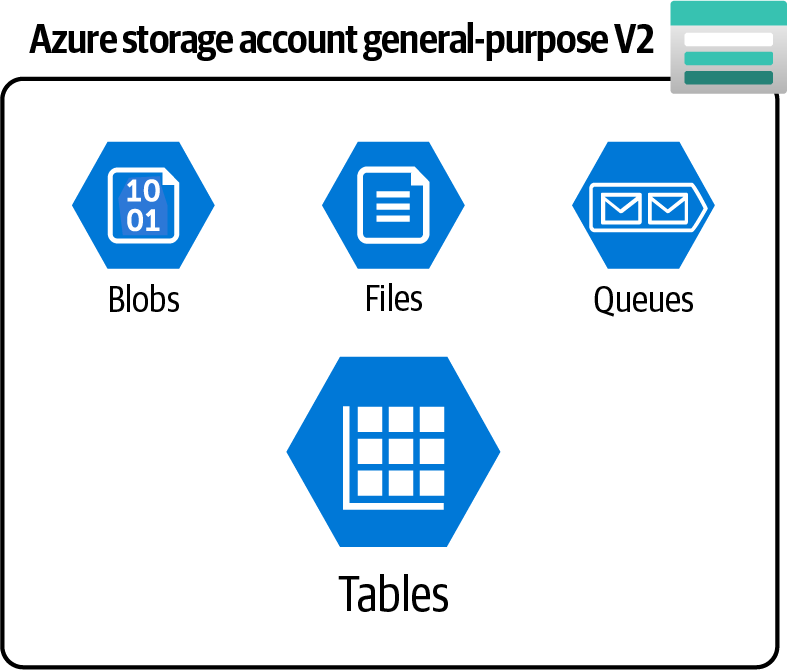 Azure storage account general-purpose V2
10
01
Blobs
Files
Queues
Tables